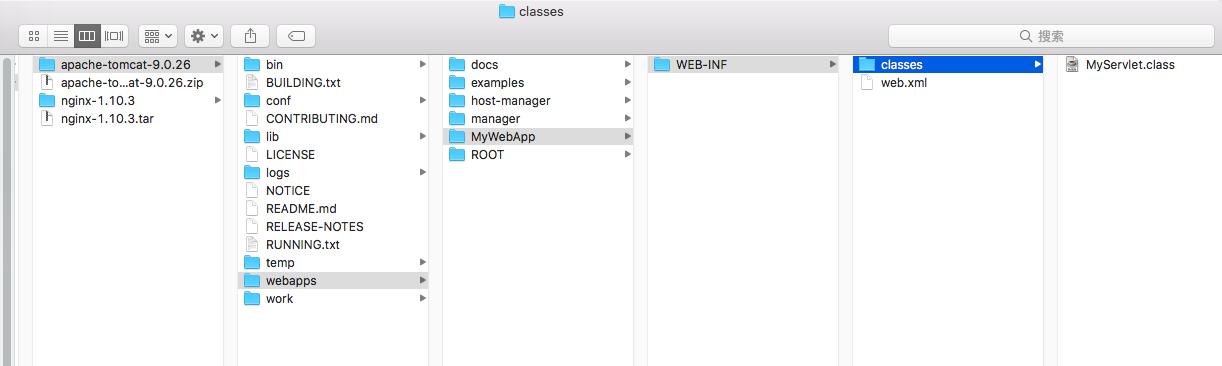 classes
搜索
apache-tomcat-9.0.26
apache-to...at-9.0.26.zip
nginx-1.10.3
nginx-1.10.3.tar
bin
BUILDING.txt
conf
CONTRIBUTING.md
lib
LICENSE
logs
NOTICE
README.md
RELEASE-NOTES
RUNNING.txt
temp
webapps
work
docs
examples
host-manager
manager
MyWebApp
ROOT
WEB-INF
classes
web.xml
MyServlet.class